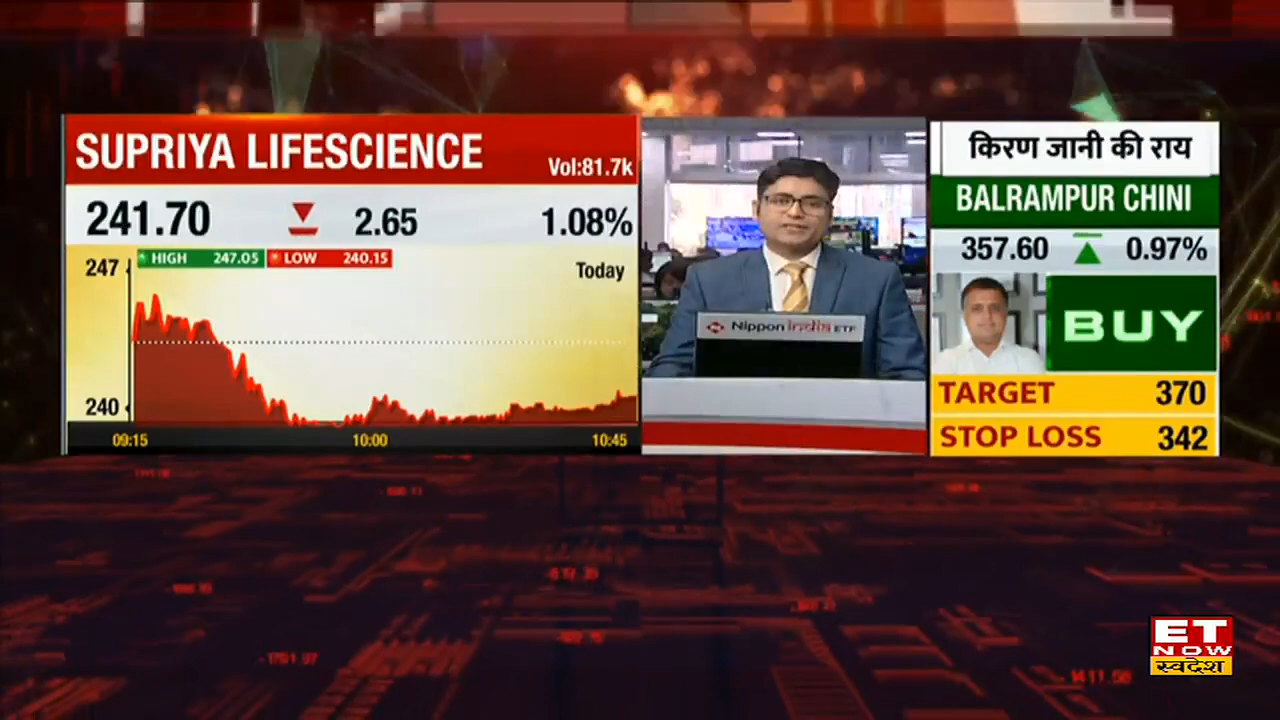 SUPRIYA LIFESCIENCE
Vol:81.7k
241.70 2.65 1.08%
HIGH 247.05 LOW 240.15
Today
247
240
09:15 10:00 10:45
Nippon india ETF
किरण जानी की राय
BALRAMPUR CHINI
357.60 0.97%
BUY
TARGET 370
STOP LOSS 342
ET
NOW
स्वदेश